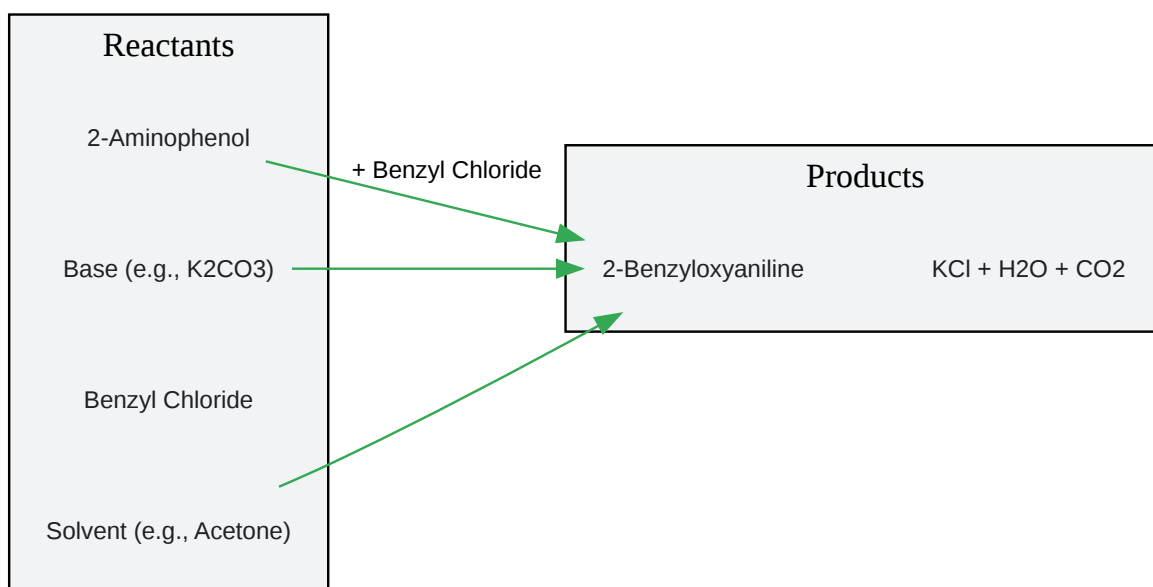 Reactants
2-Aminophenol
+ Benzyl Chloride
Base (e.g., K2CO3)
Benzyl Chloride
Solvent (e.g., Acetone)
Products
2-Benzyloxyaniline
KCl + H2O + CO2